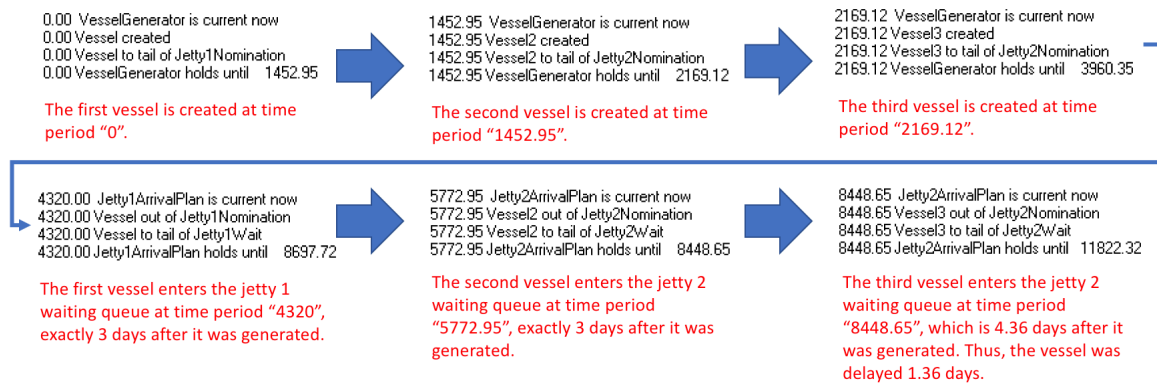 0.00 VesselGenerator is current now
0.00 Vessel created
0.00 Vessel to tail of Jetty1Nomination
0.00 VesselGenerator holds until 1452.95
The first vessel is created at time
period “0”.
1452.95 VesselGenerator is current now
1452.95 Vessel2 created
1452.95 Vessel2 to tail of Jetty2Nomination
1452.95 VesselGenerator holds until 2169.12
The second vessel is created at time
period “1452.95”.
2169.12 VesselGenerator is current now
2169.12 Vessel3 created
2169.12 Vessel3 to tail of Jetty2Nomination
2169.12 VesselGenerator holds until 3960.35
The third vessel is created at time
period “2169.12”.
4320.00 Jetty1ArrivalPlan is current now
4320.00 Vessel out of Jetty1Nomination
4320.00 Vessel to tail of Jetty1Wait
4320.00 Jetty1ArrivalPlan holds until 8697.72
The first vessel enters the jetty 1
waiting queue at time period “4320”,
exactly 3 days after it was generated.
5772.95 Jetty2ArrivalPlan is current now
5772.95 Vessel2 out of Jetty2Nomination
5772.95 Vessel2 to tail of Jetty2Wait
5772.95 Jetty2ArrivalPlan holds until 8448.65
The second vessel enters the jetty 2
waiting queue at time period
“5772.95”, exactly 3 days after it was
generated.
8448.65 Jetty2ArrivalPlan is current now
8448.65 Vessel3 out of Jetty2Nomination
8448.65 Vessel3 to tail of Jetty2Wait
8448.65 Jetty2ArrivalPlan holds until 11822.32
The third vessel enters the jetty 2
waiting queue at time period
“8448.65”, which is 4.36 days after it
was generated. Thus, the vessel was
delayed 1.36 days.